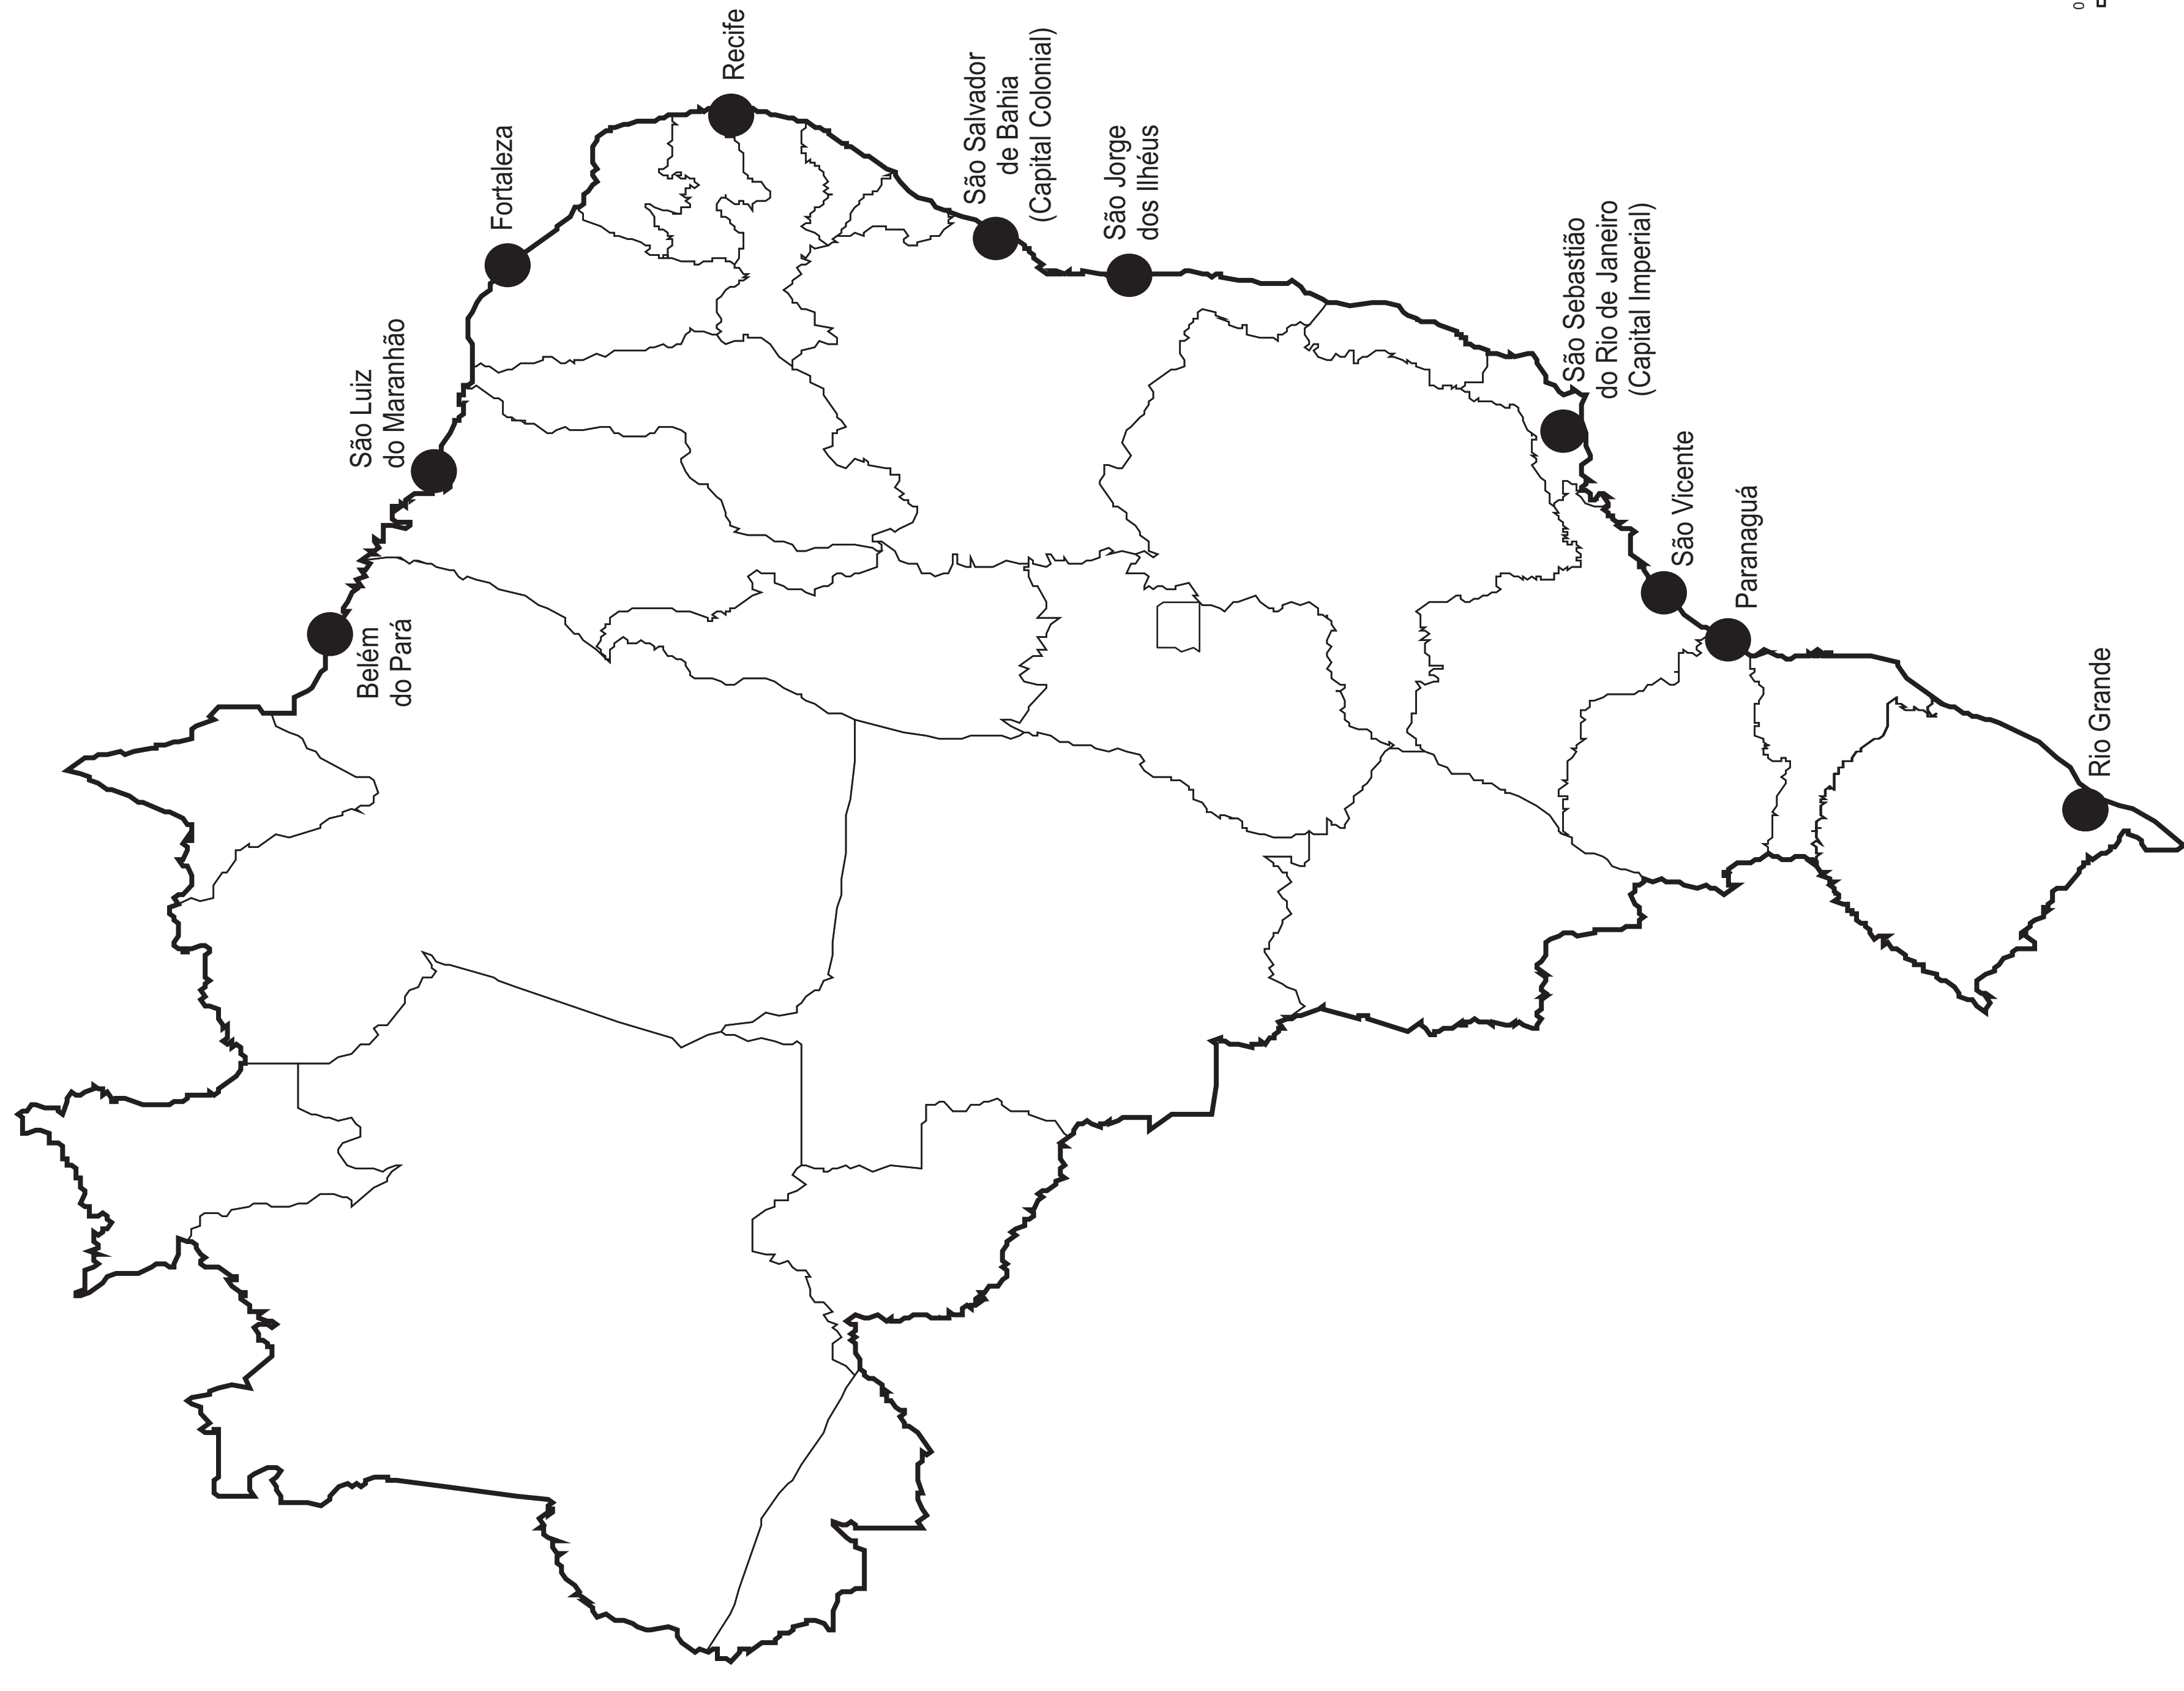 Recife
Fortaleza
São Salvador
de Bahia
(Capital Colonial)
São Jorge
dos Ilhéus
São Luiz
do Maranhão
São Sebastião
do Rio de Janeiro
(Capital Imperial)
São Vicente
Paranaguá
Belém
do Pará
Rio Grande
0